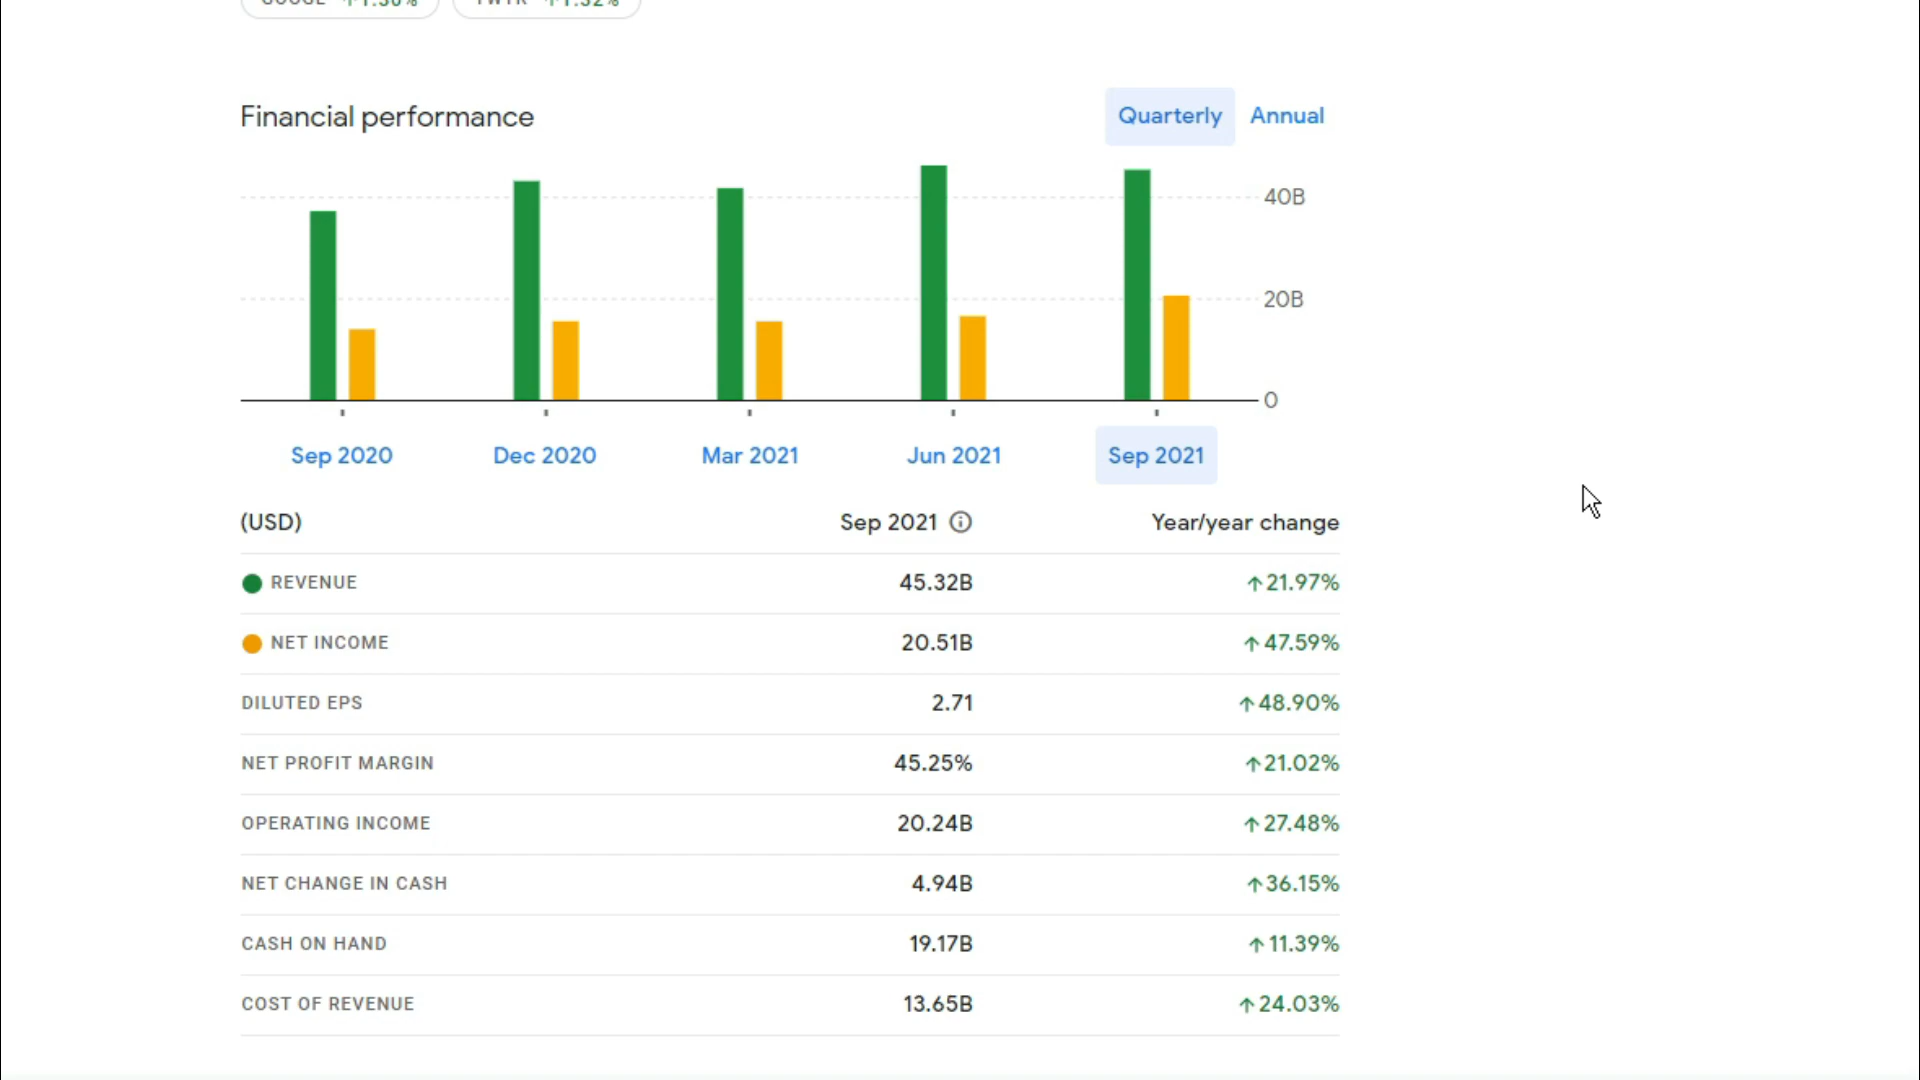 Financial performance
Quarterly Annual
40B
20B
0
Sep 2020 Dec 2020 Mar 2021 Jun 2021 Sep 2021
(USD) Sep 2021 Year/year change
REVENUE 45.32B ↑21.97%
NET INCOME 20.51B ↑47.59%
DILUTED EPS 2.71 ↑48.90%
NET PROFIT MARGIN 45.25% ↑21.02%
OPERATING INCOME 20.24B ↑27.48%
NET CHANGE IN CASH 4.94B ↑36.15%
CASH ON HAND 19.17B ↑11.39%
COST OF REVENUE 13.65B ↑24.03%